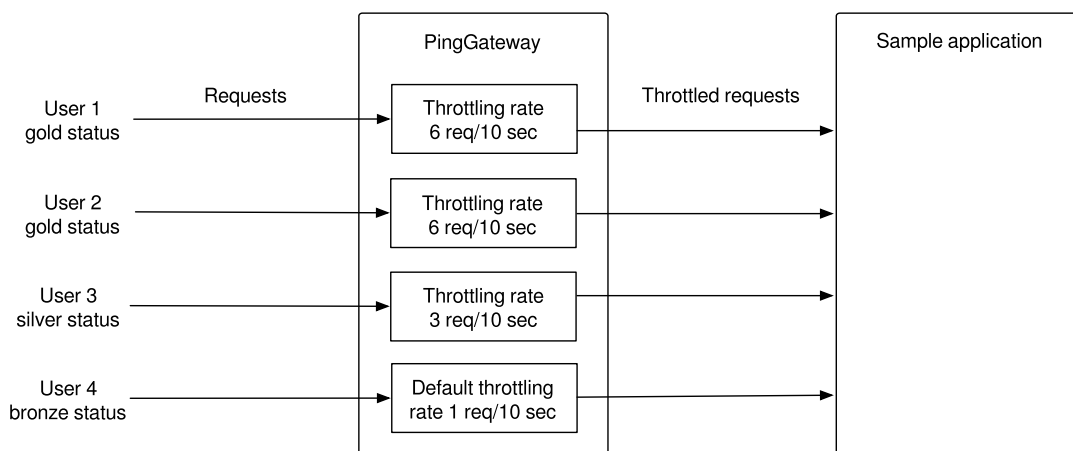 PingGateway
Sample application
Requests
Throttled requests
User 1
gold status
Throttling rate
6 req/10 sec
User 2
gold status
Throttling rate
6 req/10 sec
User 3
silver status
Throttling rate
3 req/10 sec
User 4
bronze status
Default throttling
rate 1 req/10 sec